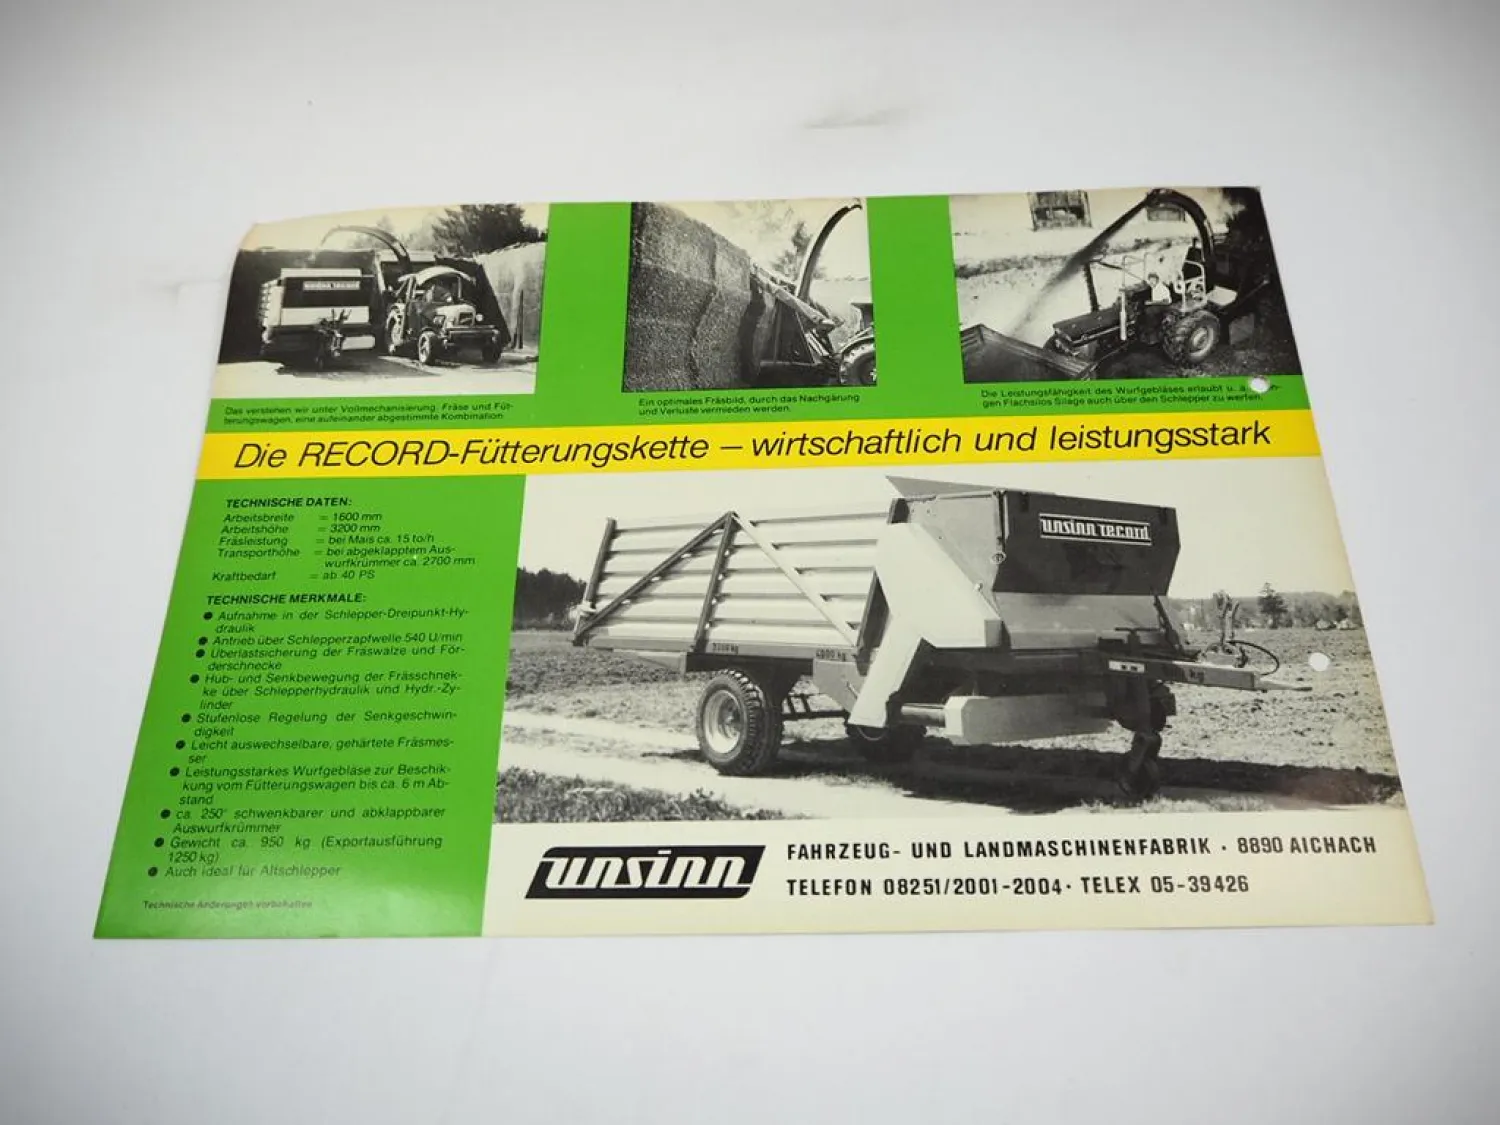 unsinn record
Das verstehen wir unter Vollmechanisierung. Fräse und Füt-
terungswagen, eine aufeinander abgestimmte Kombination
Ein optimales Fräsbild, durch das Nachgärung
und Verluste vermieden werden.
Die Leistungsfähigkeit des Wurfgebläses erlaubt u. a.
gen Flachsilos Silage auch über den Schlepper zu werfen.
Die RECORD-Fütterungskette – wirtschaftlich und leistungsstark
TECHNISCHE DATEN:
Arbeitsbreite = 1600 mm
Arbeitshöhe = 3200 mm
Fräsleistung = bei Mais ca. 15 to/h
Transporthöhe = bei abgeklapptem Aus-
wurfkrümmer ca. 2700 mm
Kraftbedarf = ab 40 PS
TECHNISCHE MERKMALE:
● Aufnahme in der Schlepper-Dreipunkt-Hy-
draulik
● Antrieb über Schlepperzapfwelle 540 U/min
● Überlastsicherung der Fräswalze und För-
derschnecke
● Hub- und Senkbewegung der Frässchnek-
ke über Schlepperhydraulik und Hydr.-Zy-
linder
● Stufenlose Regelung der Senkgeschwin-
digkeit
● Leicht auswechselbare, gehärtete Fräsmes-
ser
● Leistungsstarkes Wurfgebläse zur Beschik-
kung vom Fütterungswagen bis ca. 6 m Ab-
stand
● ca. 250° schwenkbarer und abklappbarer
Auswurfkrümmer
● Gewicht ca. 950 kg (Exportausführung
1250 kg)
● Auch ideal für Altschlepper
Technische Änderungen vorbehalten
unsinn record
4000 kg
kg
unsinn
FAHRZEUG- UND LANDMASCHINENFABRIK · 8890 AICHACH
TELEFON 08251/2001-2004 · TELEX 05-39426